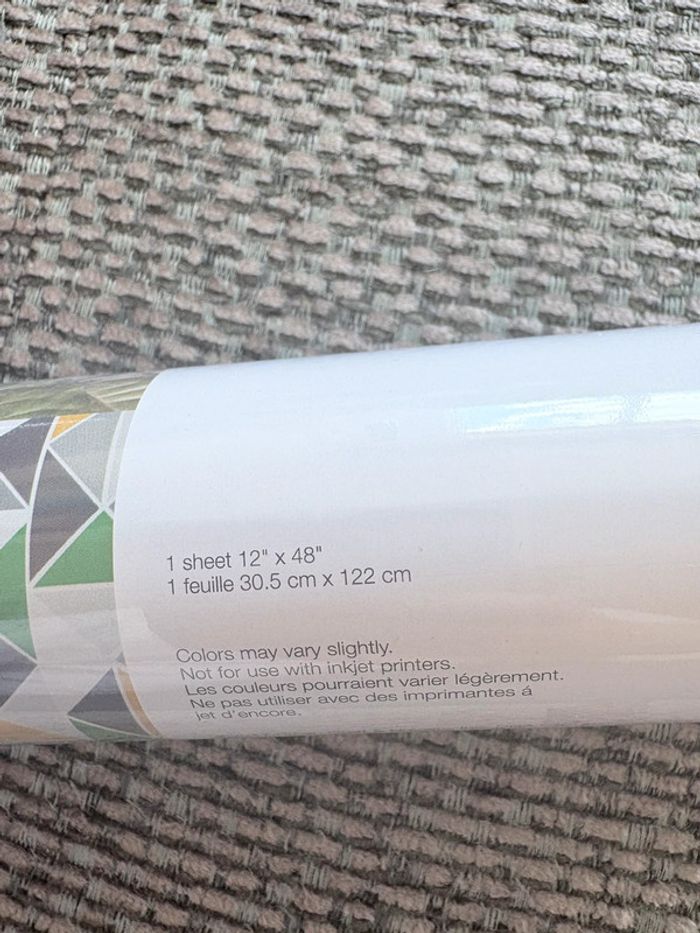 1 sheet 12" x 48"
1 feuille 30.5 cm x 122 cm
Colors may vary slightly.
Not for use with inkjet printers.
Les couleurs pourraient varier légèrement.
Ne pas utiliser avec des imprimantes á
jet d'encore.